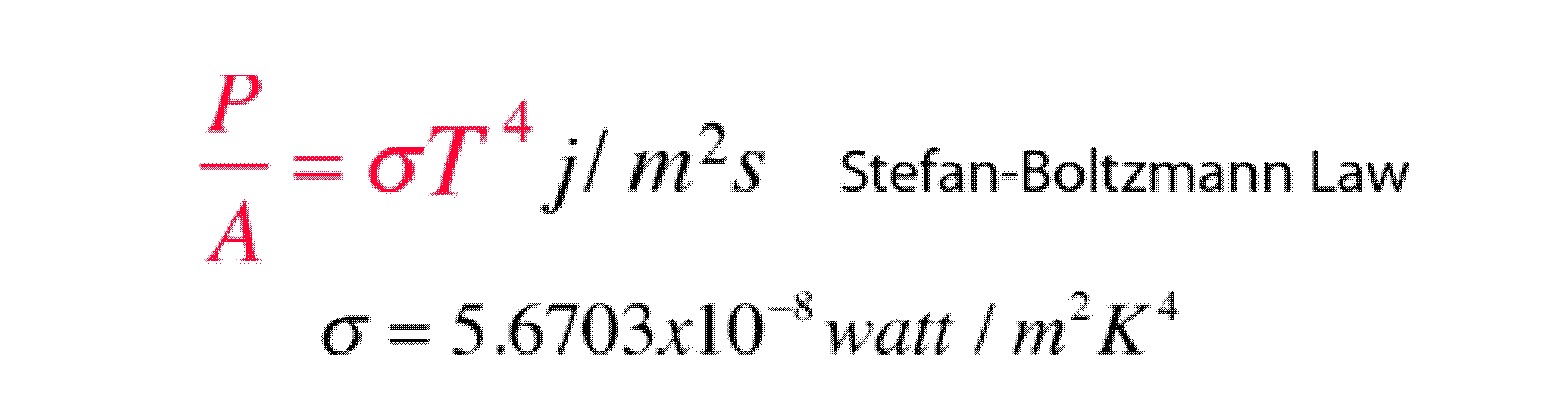 P/A = σT⁴ j/ m²s Stefan-Boltzmann Law
σ = 5.6703x10⁻⁸ watt / m²K⁴